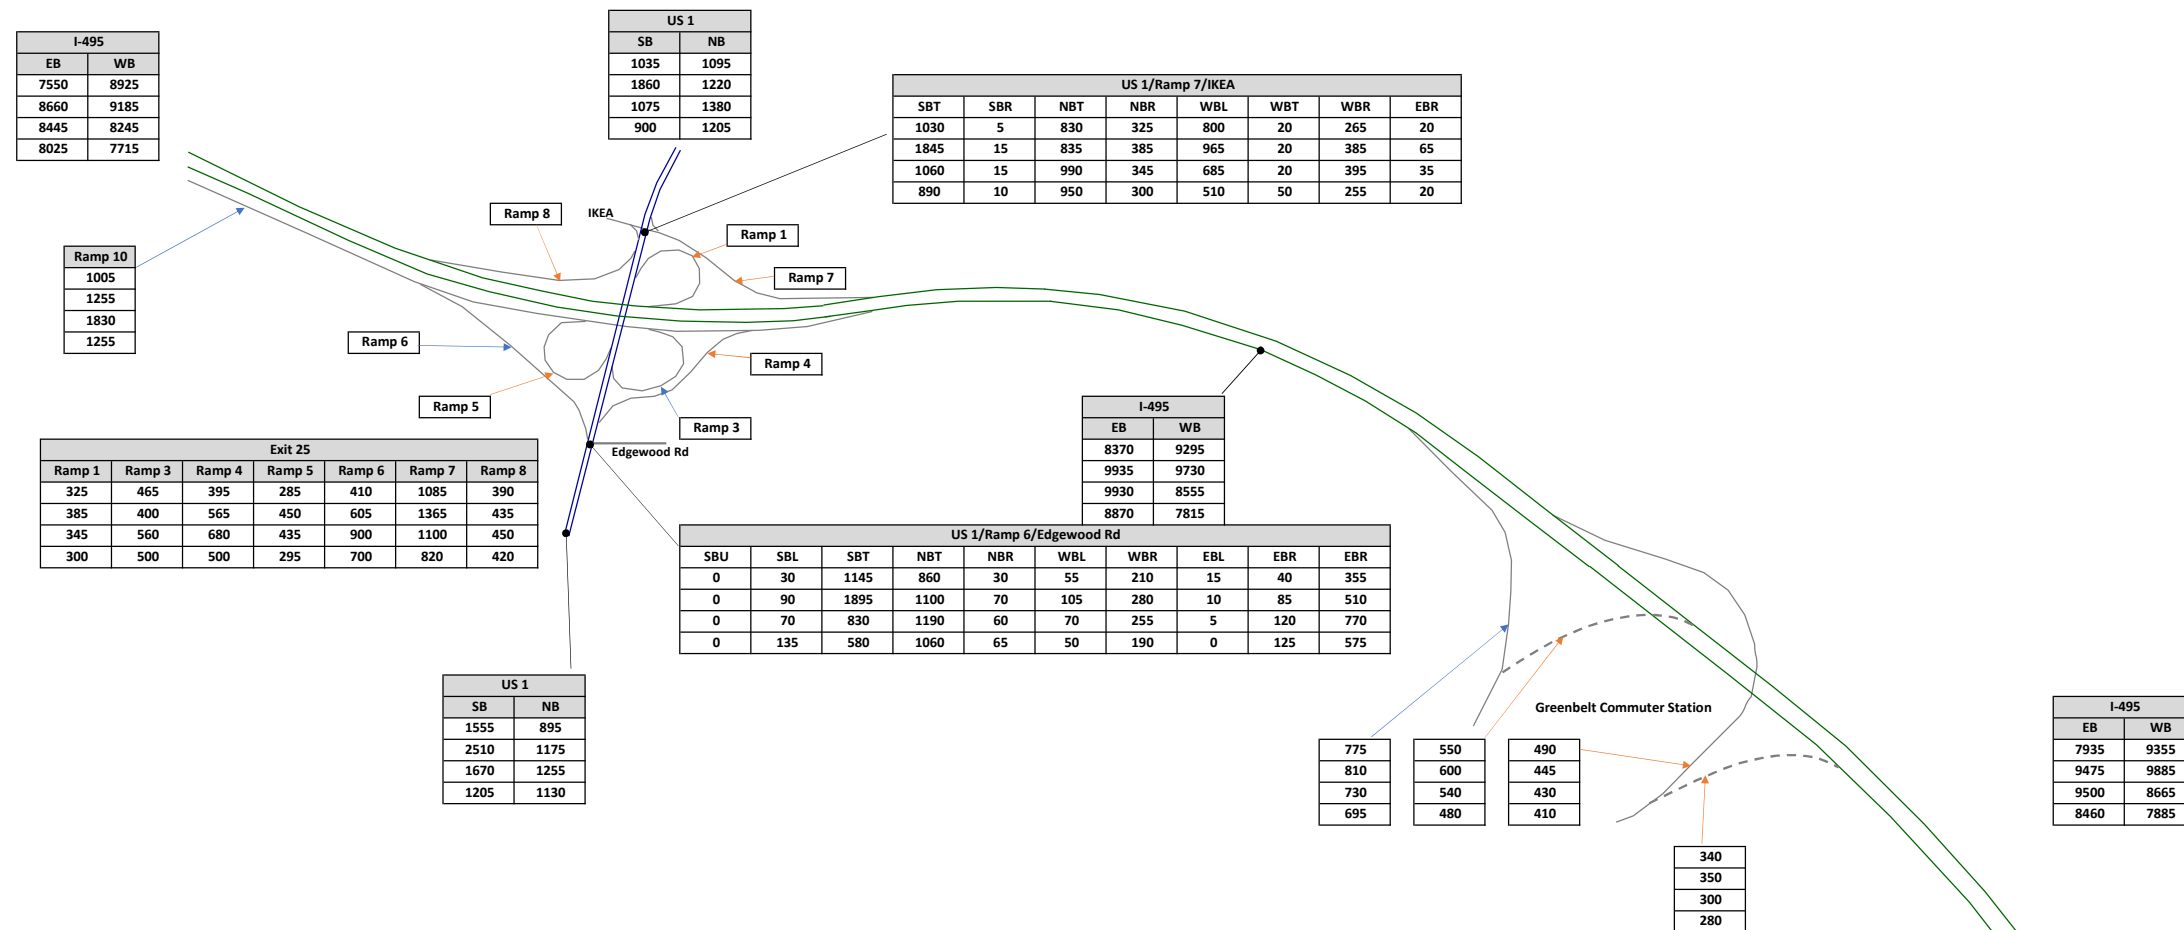 I-495
EB WB
7550 8925
8660 9185
8445 8245
8025 7715
US 1
SB NB
1035 1095
1860 1220
1075 1380
900 1205
US 1/Ramp 7/IKEA
SBT SBR NBT NBR WBL WBT WBR EBR
1030 5 830 325 800 20 265 20
1845 15 835 385 965 20 385 65
1060 15 990 345 685 20 395 35
890 10 950 300 510 50 255 20
Ramp 8
IKEA
Ramp 1
Ramp 7
Ramp 10
1005
1255
1830
1255
Ramp 6
Ramp 4
Ramp 5
Ramp 3
Edgewood Rd
I-495
EB WB
8370 9295
9935 9730
9930 8555
8870 7815
Exit 25
Ramp 1 Ramp 3 Ramp 4 Ramp 5 Ramp 6 Ramp 7 Ramp 8
325 465 395 285 410 1085 390
385 400 565 450 605 1365 435
345 560 680 435 900 1100 450
300 500 500 295 700 820 420
US 1/Ramp 6/Edgewood Rd
SBU SBL SBT NBT NBR WBL WBR EBL EBR EBR
0 30 1145 860 30 55 210 15 40 355
0 90 1895 1100 70 105 280 10 85 510
0 70 830 1190 60 70 255 5 120 770
0 135 580 1060 65 50 190 0 125 575
US 1
SB NB
1555 895
2510 1175
1670 1255
1205 1130
Greenbelt Commuter Station
775
810
730
695
550
600
540
480
490
445
430
410
340
350
300
280
I-495
EB WB
7935 9355
9475 9885
9500 8665
8460 7885